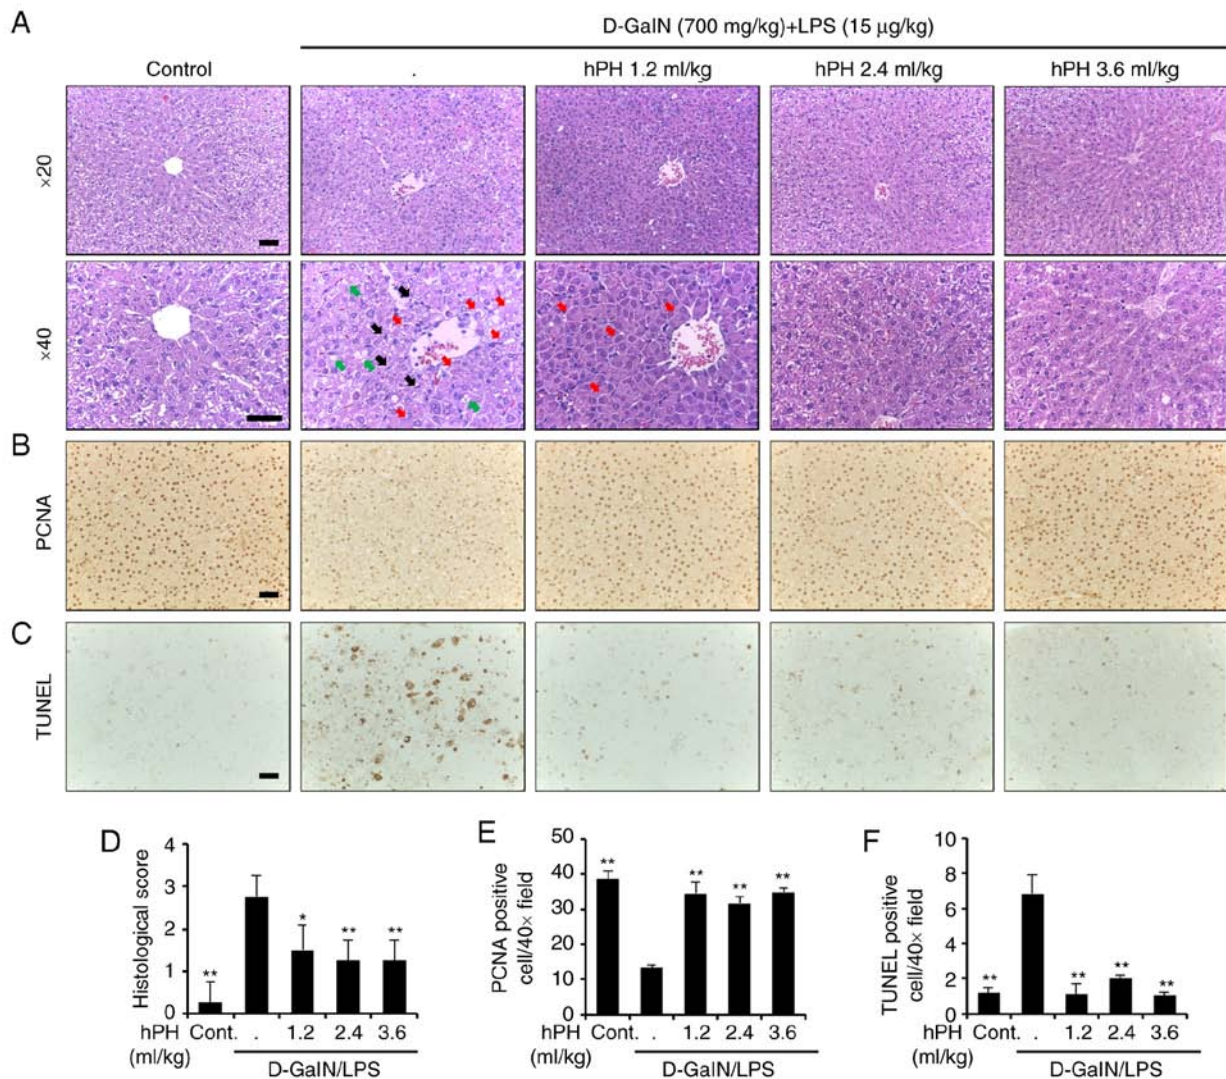 A
D-GalN (700 mg/kg)+LPS (15 μg/kg)
Control . hPH 1.2 ml/kg hPH 2.4 ml/kg hPH 3.6 ml/kg
×20
×40
B
PCNA
C
TUNEL
D
Histological score
4
3
2
1
1
0
**
*
**
**
hPH Cont. . 1.2 2.4 3.6
(ml/kg)
D-GalN/LPS
E
PCNA positive
cell/40× field
50
40
30
20
10
0
**
**
**
**
Cont. . 1.2 2.4 3.6
hPH
(ml/kg)
D-GalN/LPS
F
TUNEL positive
cell/40× field
10
8
6
4
2
0
**
**
**
**
hPH Cont. . 1.2 2.4 3.6
(ml/kg)
D-GalN/LPS